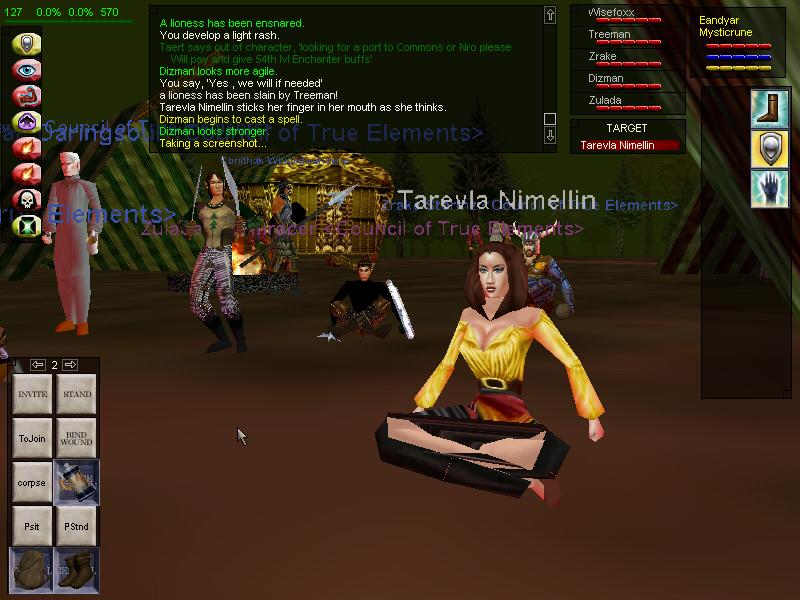 127 0.0% 0.0% 570
A lioness has been ensnared.
You develop a light rash.
Taert says out of character, 'looking for a port to Commons or Nro please
Will pay and give 54th lvl Enchanter buffs'
Dizman looks more agile.
You say, 'Yes , we will if needed'
a lioness has been slain by Treeman!
Tarevla Nimellin sticks her finger in her mouth as she thinks.
Dizman begins to cast a spell.
Dizman looks stronger.
Taking a screenshot...
Wisefoxx
Treeman
Zrake
Dizman
Zulada
TARGET
Tarevla Nimellin
Eandyar
Mysticrune
of True Elements>
Tarevla Nimellin
Elements>
Elements>
<Council of True Elements>
2
INVITE
STAND
ToJoin
BIND
WOUND
corpse
Psit
PStnd